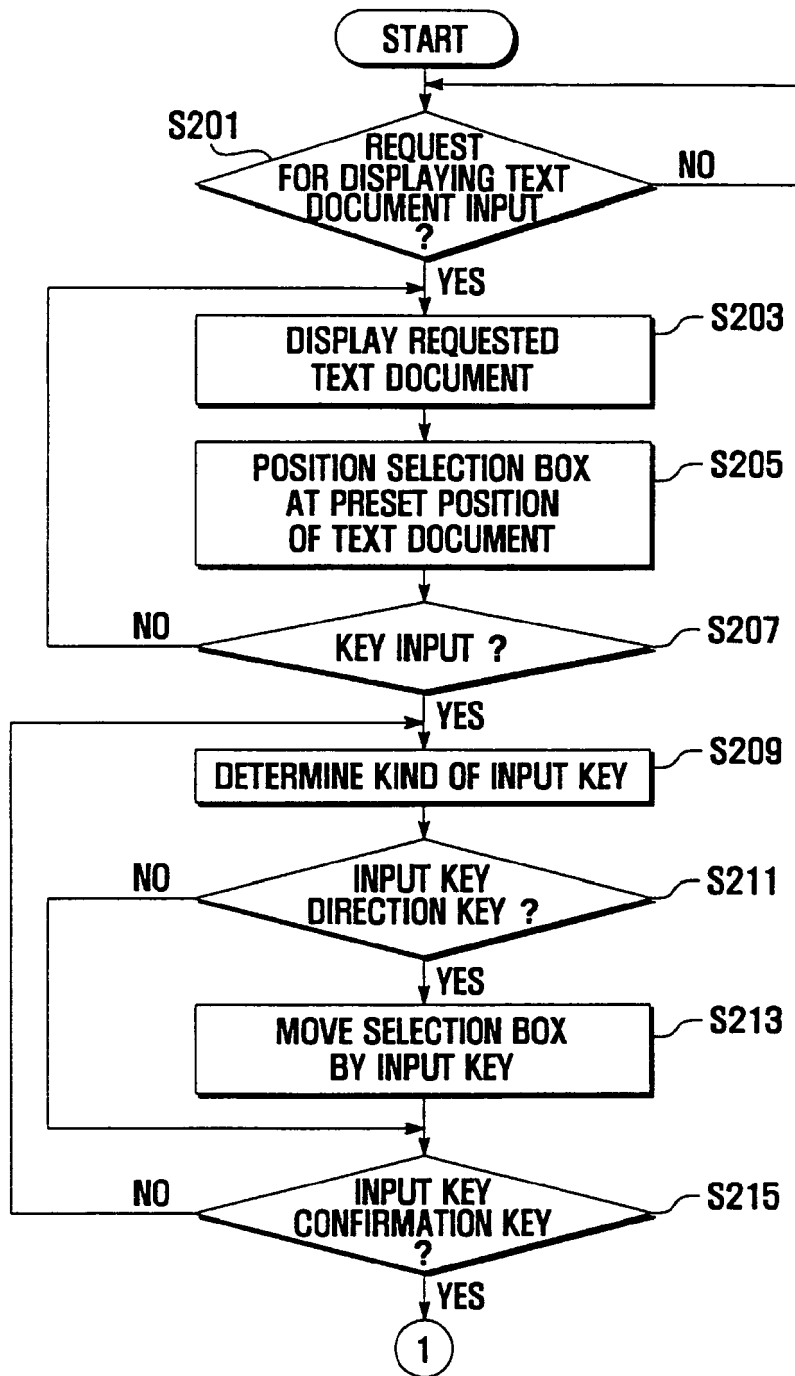 START
S201
REQUEST
FOR DISPLAYING TEXT
DOCUMENT INPUT
?
NO
YES
S203
DISPLAY REQUESTED
TEXT DOCUMENT
S205
POSITION SELECTION BOX
AT PRESET POSITION
OF TEXT DOCUMENT
NO
KEY INPUT ?
S207
YES
S209
DETERMINE KIND OF INPUT KEY
NO
INPUT KEY
DIRECTION KEY ?
S211
YES
S213
MOVE SELECTION BOX
BY INPUT KEY
NO
INPUT KEY
CONFIRMATION KEY
?
S215
YES
1